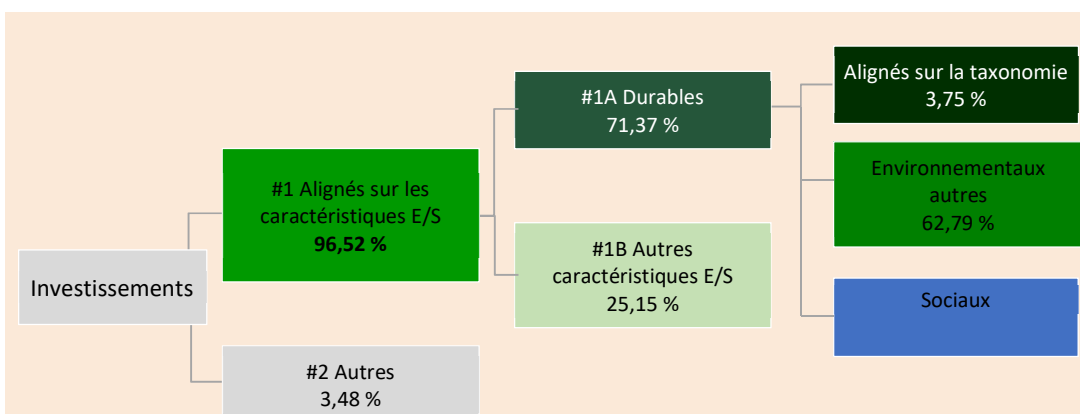 Investissements
#1 Alignés sur les
caractéristiques E/S
96,52 %
#2 Autres
3,48 %
#1A Durables
71,37 %
#1B Autres
caractéristiques E/S
25,15 %
Alignés sur la taxonomie
3,75 %
Environnementaux
autres
62,79 %
Sociaux